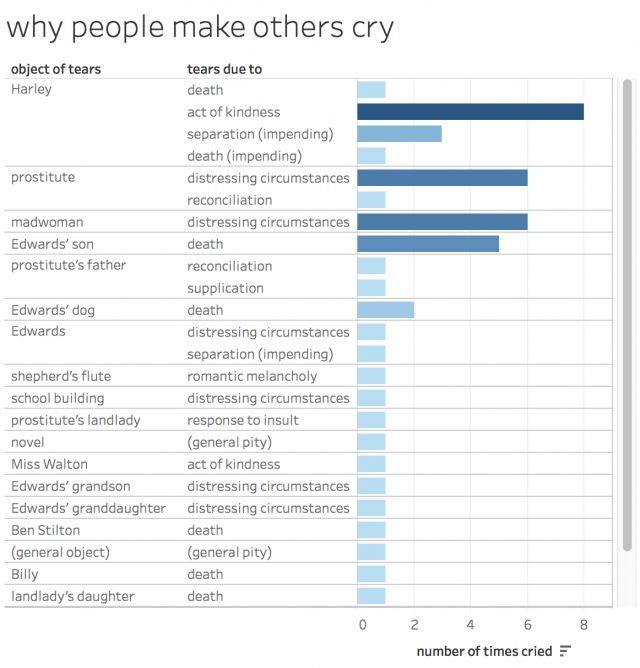 why people make others cry
object of tears tears due to
Harley death
act of kindness
separation (impending)
death (impending)
prostitute distressing circumstances
reconciliation
madwoman distressing circumstances
Edwards' son death
prostitute's father reconciliation
supplication
Edwards' dog death
Edwards distressing circumstances
separation (impending)
shepherd's flute romantic melancholy
school building distressing circumstances
prostitute's landlady response to insult
novel (general pity)
Miss Walton act of kindness
Edwards' grandson distressing circumstances
Edwards' granddaughter distressing circumstances
Ben Stilton death
(general object) (general pity)
Billy death
landlady's daughter death
0 2 4 6 8
number of times cried